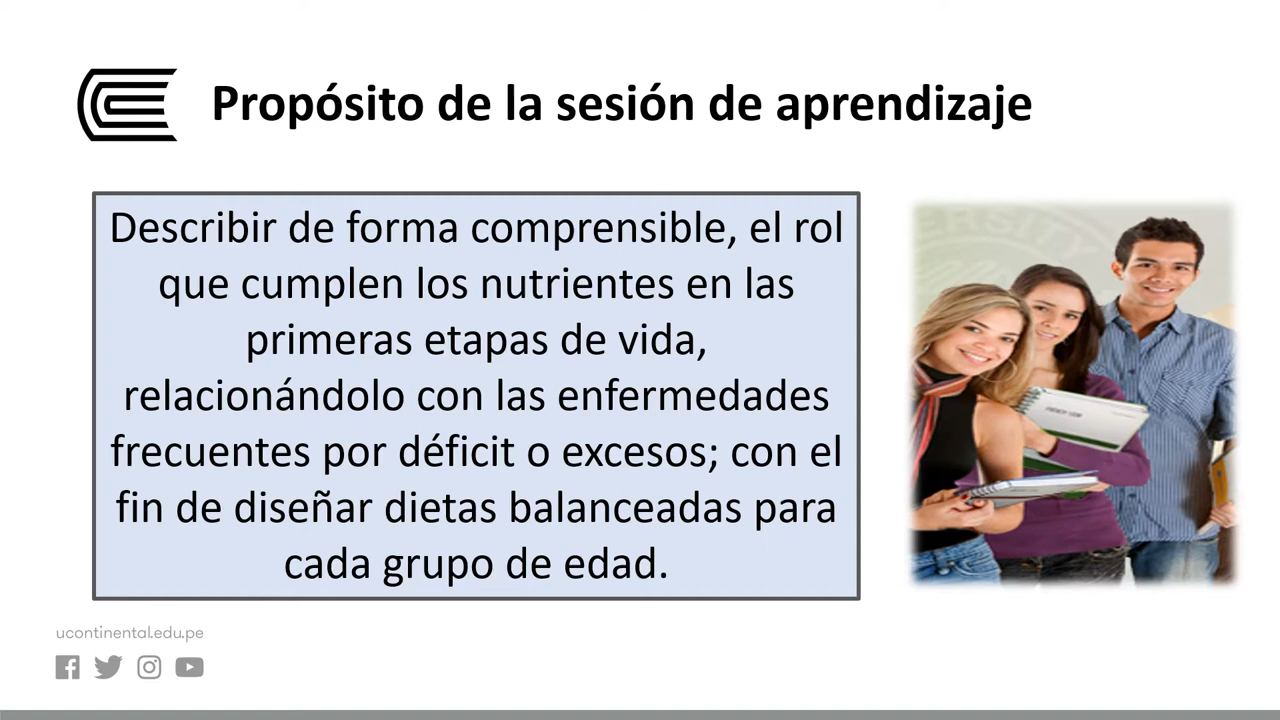 Propósito de la sesión de aprendizaje
Describir de forma comprensible, el rol
que cumplen los nutrientes en las
primeras etapas de vida,
relacionándolo con las enfermedades
frecuentes por déficit o excesos; con el
fin de diseñar dietas balanceadas para
cada grupo de edad.
ucontinental.edu.pe